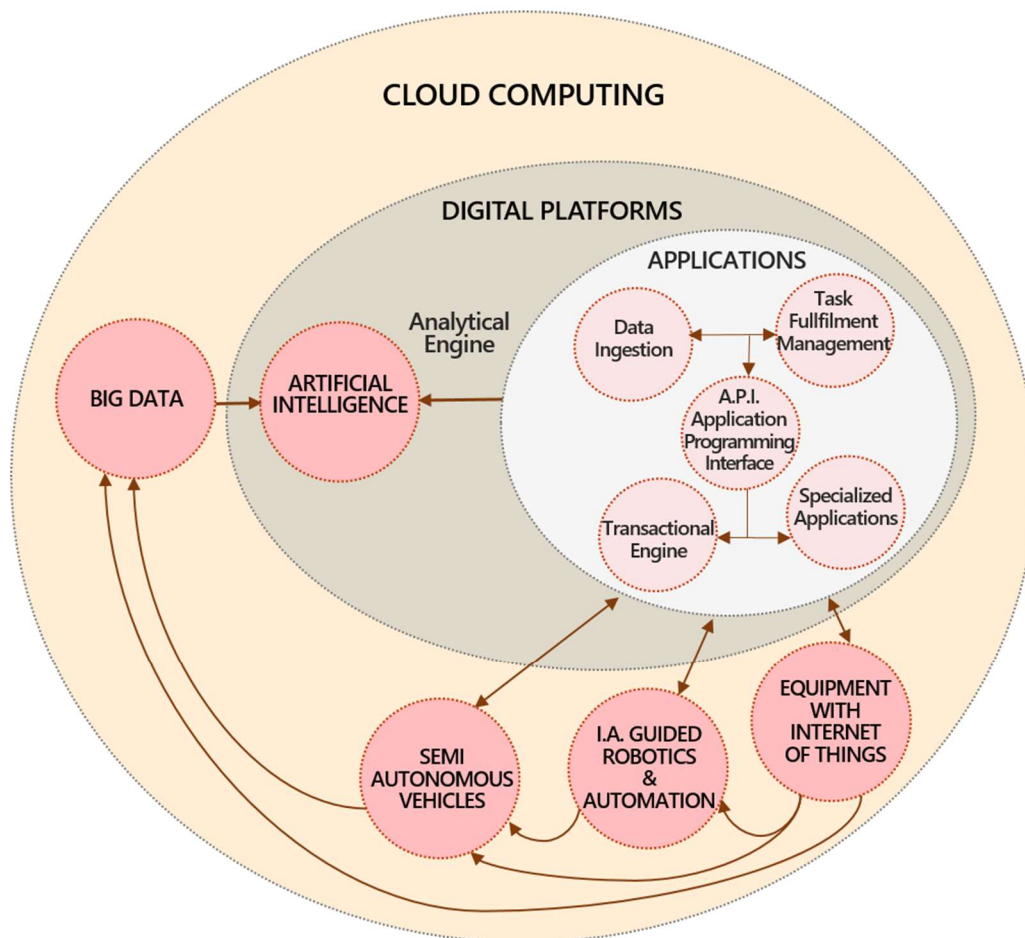 CLOUD COMPUTING
DIGITAL PLATFORMS
APPLICATIONS
Data
Ingestion
Task
Fullfilment
Management
Analytical
Engine
BIG DATA
ARTIFICIAL
INTELLIGENCE
A.P.I.
Application
Programming
Interface
Transactional
Engine
Specialized
Applications
SEMI
AUTONOMOUS
VEHICLES
I.A. GUIDED
ROBOTICS
&
AUTOMATION
EQUIPMENT
WITH
INTERNET
OF THINGS